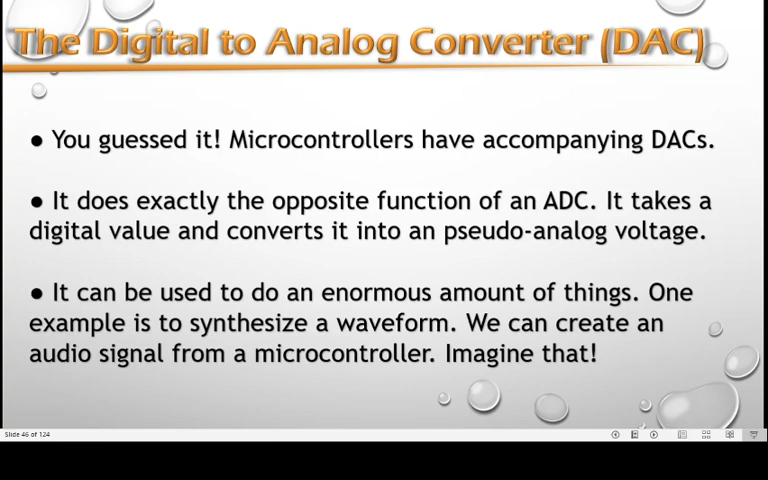 The Digital to Analog Converter (DAC)
● You guessed it! Microcontrollers have accompanying DACs.
● It does exactly the opposite function of an ADC. It takes a
digital value and converts it into an pseudo-analog voltage.
● It can be used to do an enormous amount of things. One
example is to synthesize a waveform. We can create an
audio signal from a microcontroller. Imagine that!
Slide 46 of 124